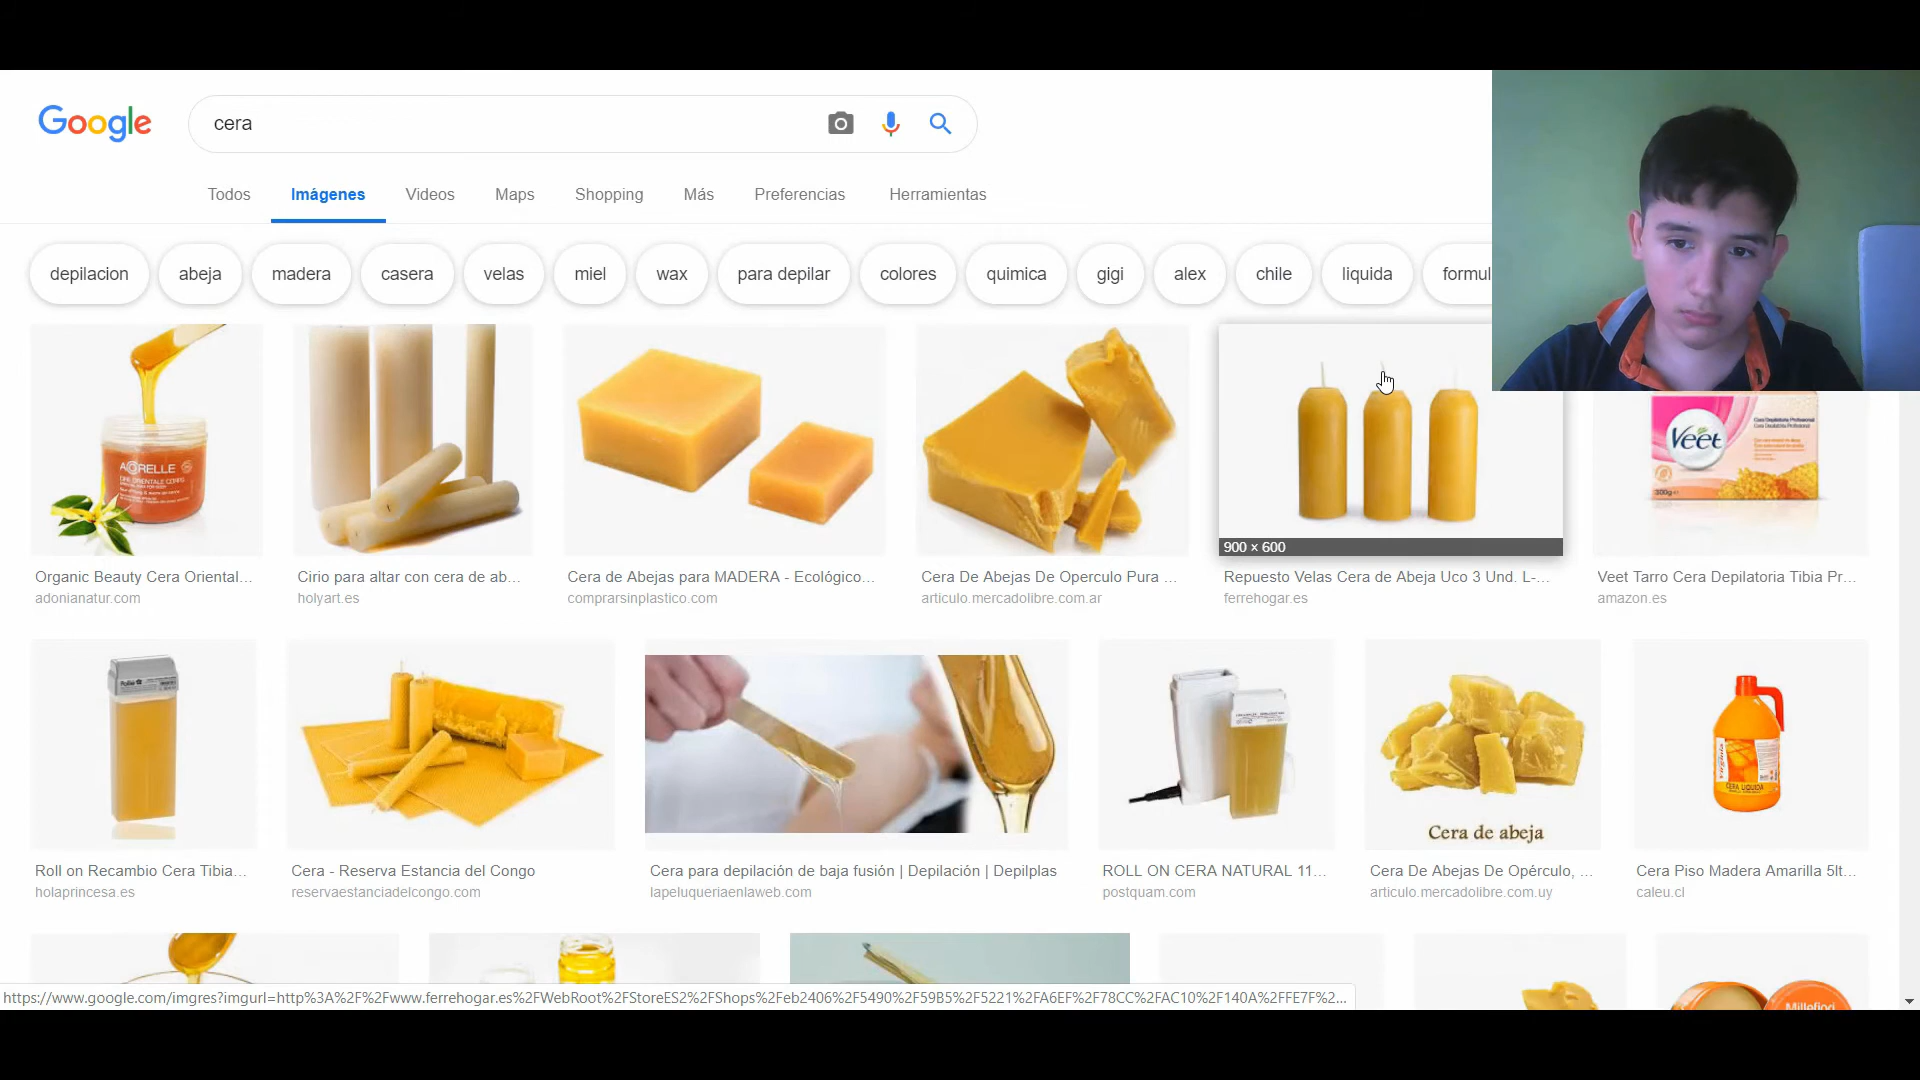 Google
cera
Todos
Imágenes
Videos
Maps
Shopping
Más
Preferencias
Herramientas
depilacion
abeja
madera
casera
velas
miel
wax
para depilar
colores
quimica
gigi
alex
chile
liquida
formul
ACORELLE
900 × 600
Veet
300g
Organic Beauty Cera Oriental...
adonianatur.com
Cirio para altar con cera de ab...
holyart.es
Cera de Abejas para MADERA - Ecológico...
comprarsinplastico.com
Cera De Abejas De Operculo Pura ...
articulo.mercadolibre.com.ar
Repuesto Velas Cera de Abeja Uco 3 Und. L-...
ferrehogar.es
Veet Tarro Cera Depilatoria Tibia Pr...
amazon.es
Cera de abeja
CERA LIQUIDA
Roll on Recambio Cera Tibia...
holaprincesa.es
Cera - Reserva Estancia del Congo
reservaestanciadelcongo.com
Cera para depilación de baja fusión | Depilación | Depilplas
lapeluqueriaenlaweb.com
ROLL ON CERA NATURAL 11...
postquam.com
Cera De Abejas De Opérculo, ...
articulo.mercadolibre.com.uy
Cera Piso Madera Amarilla 5lt...
caleu.cl
Millefiori
https://www.google.com/imgres?imgurl=http%3A%2F%2Fwww.ferrehogar.es%2FWebRoot%2FStoreES2%2FShops%2Feb2406%2F5490%2F59B5%2F5221%2FA6EF%2F78CC%2FAC10%2F140A%2FFE7F%2...